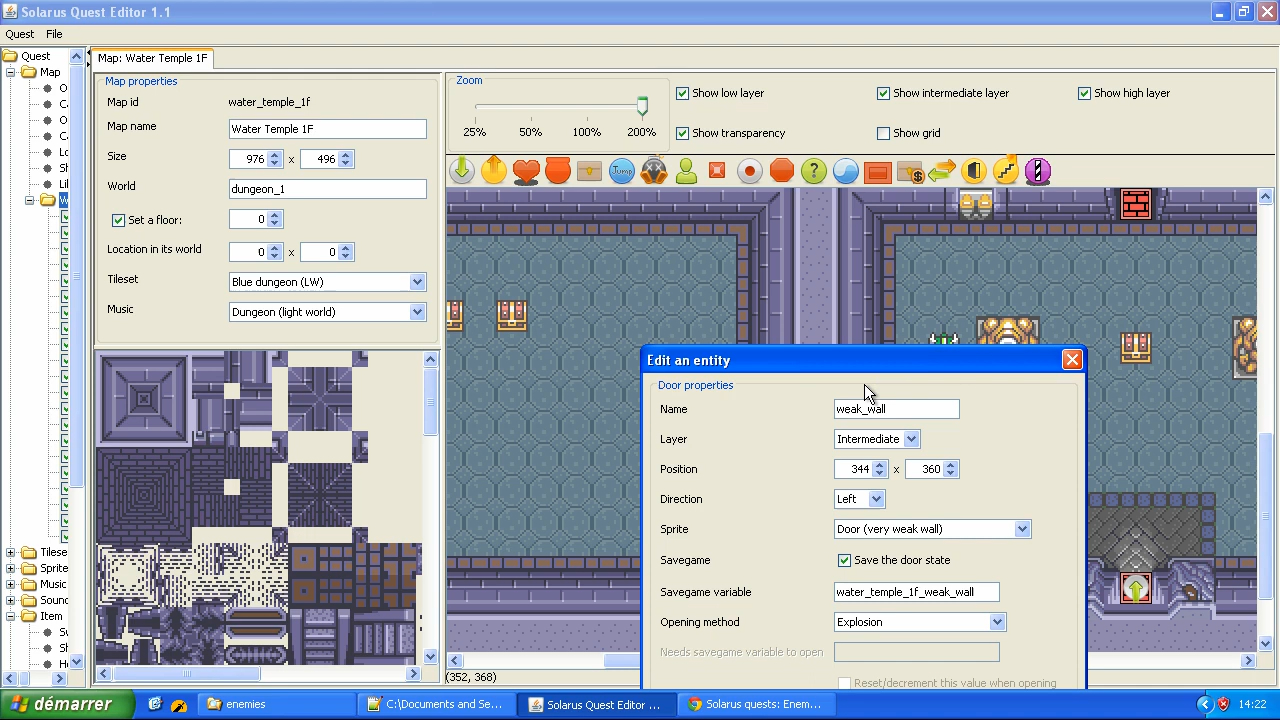 Solarus Quest Editor 1.1
Quest File
Quest
Map
Tilese
Sprite
Music
Soun
Item
Map: Water Temple 1F
Map properties
Map id water_temple_1f
Map name Water Temple 1F
Size 976 x 496
World dungeon_1
Set a floor: 0
Location in its world 0 x 0
Tileset Blue dungeon (LW)
Music Dungeon (light world)
Zoom
25% 50% 100% 200%
Show low layer Show intermediate layer Show high layer
Show transparency Show grid
Jump ? $
Edit an entity
Door properties
Name weak_wall
Layer Intermediate
Position 344 x 360
Direction Left
Sprite Door (very weak wall)
Savegame Save the door state
Savegame variable water_temple_1f_weak_wall
Opening method Explosion
Needs savegame variable to open
Reset/decrement this value when opening
(352, 368)
démarrer enemies C:\Documents and Se... Solarus Quest Editor ... Solarus quests: Enem... 14:22